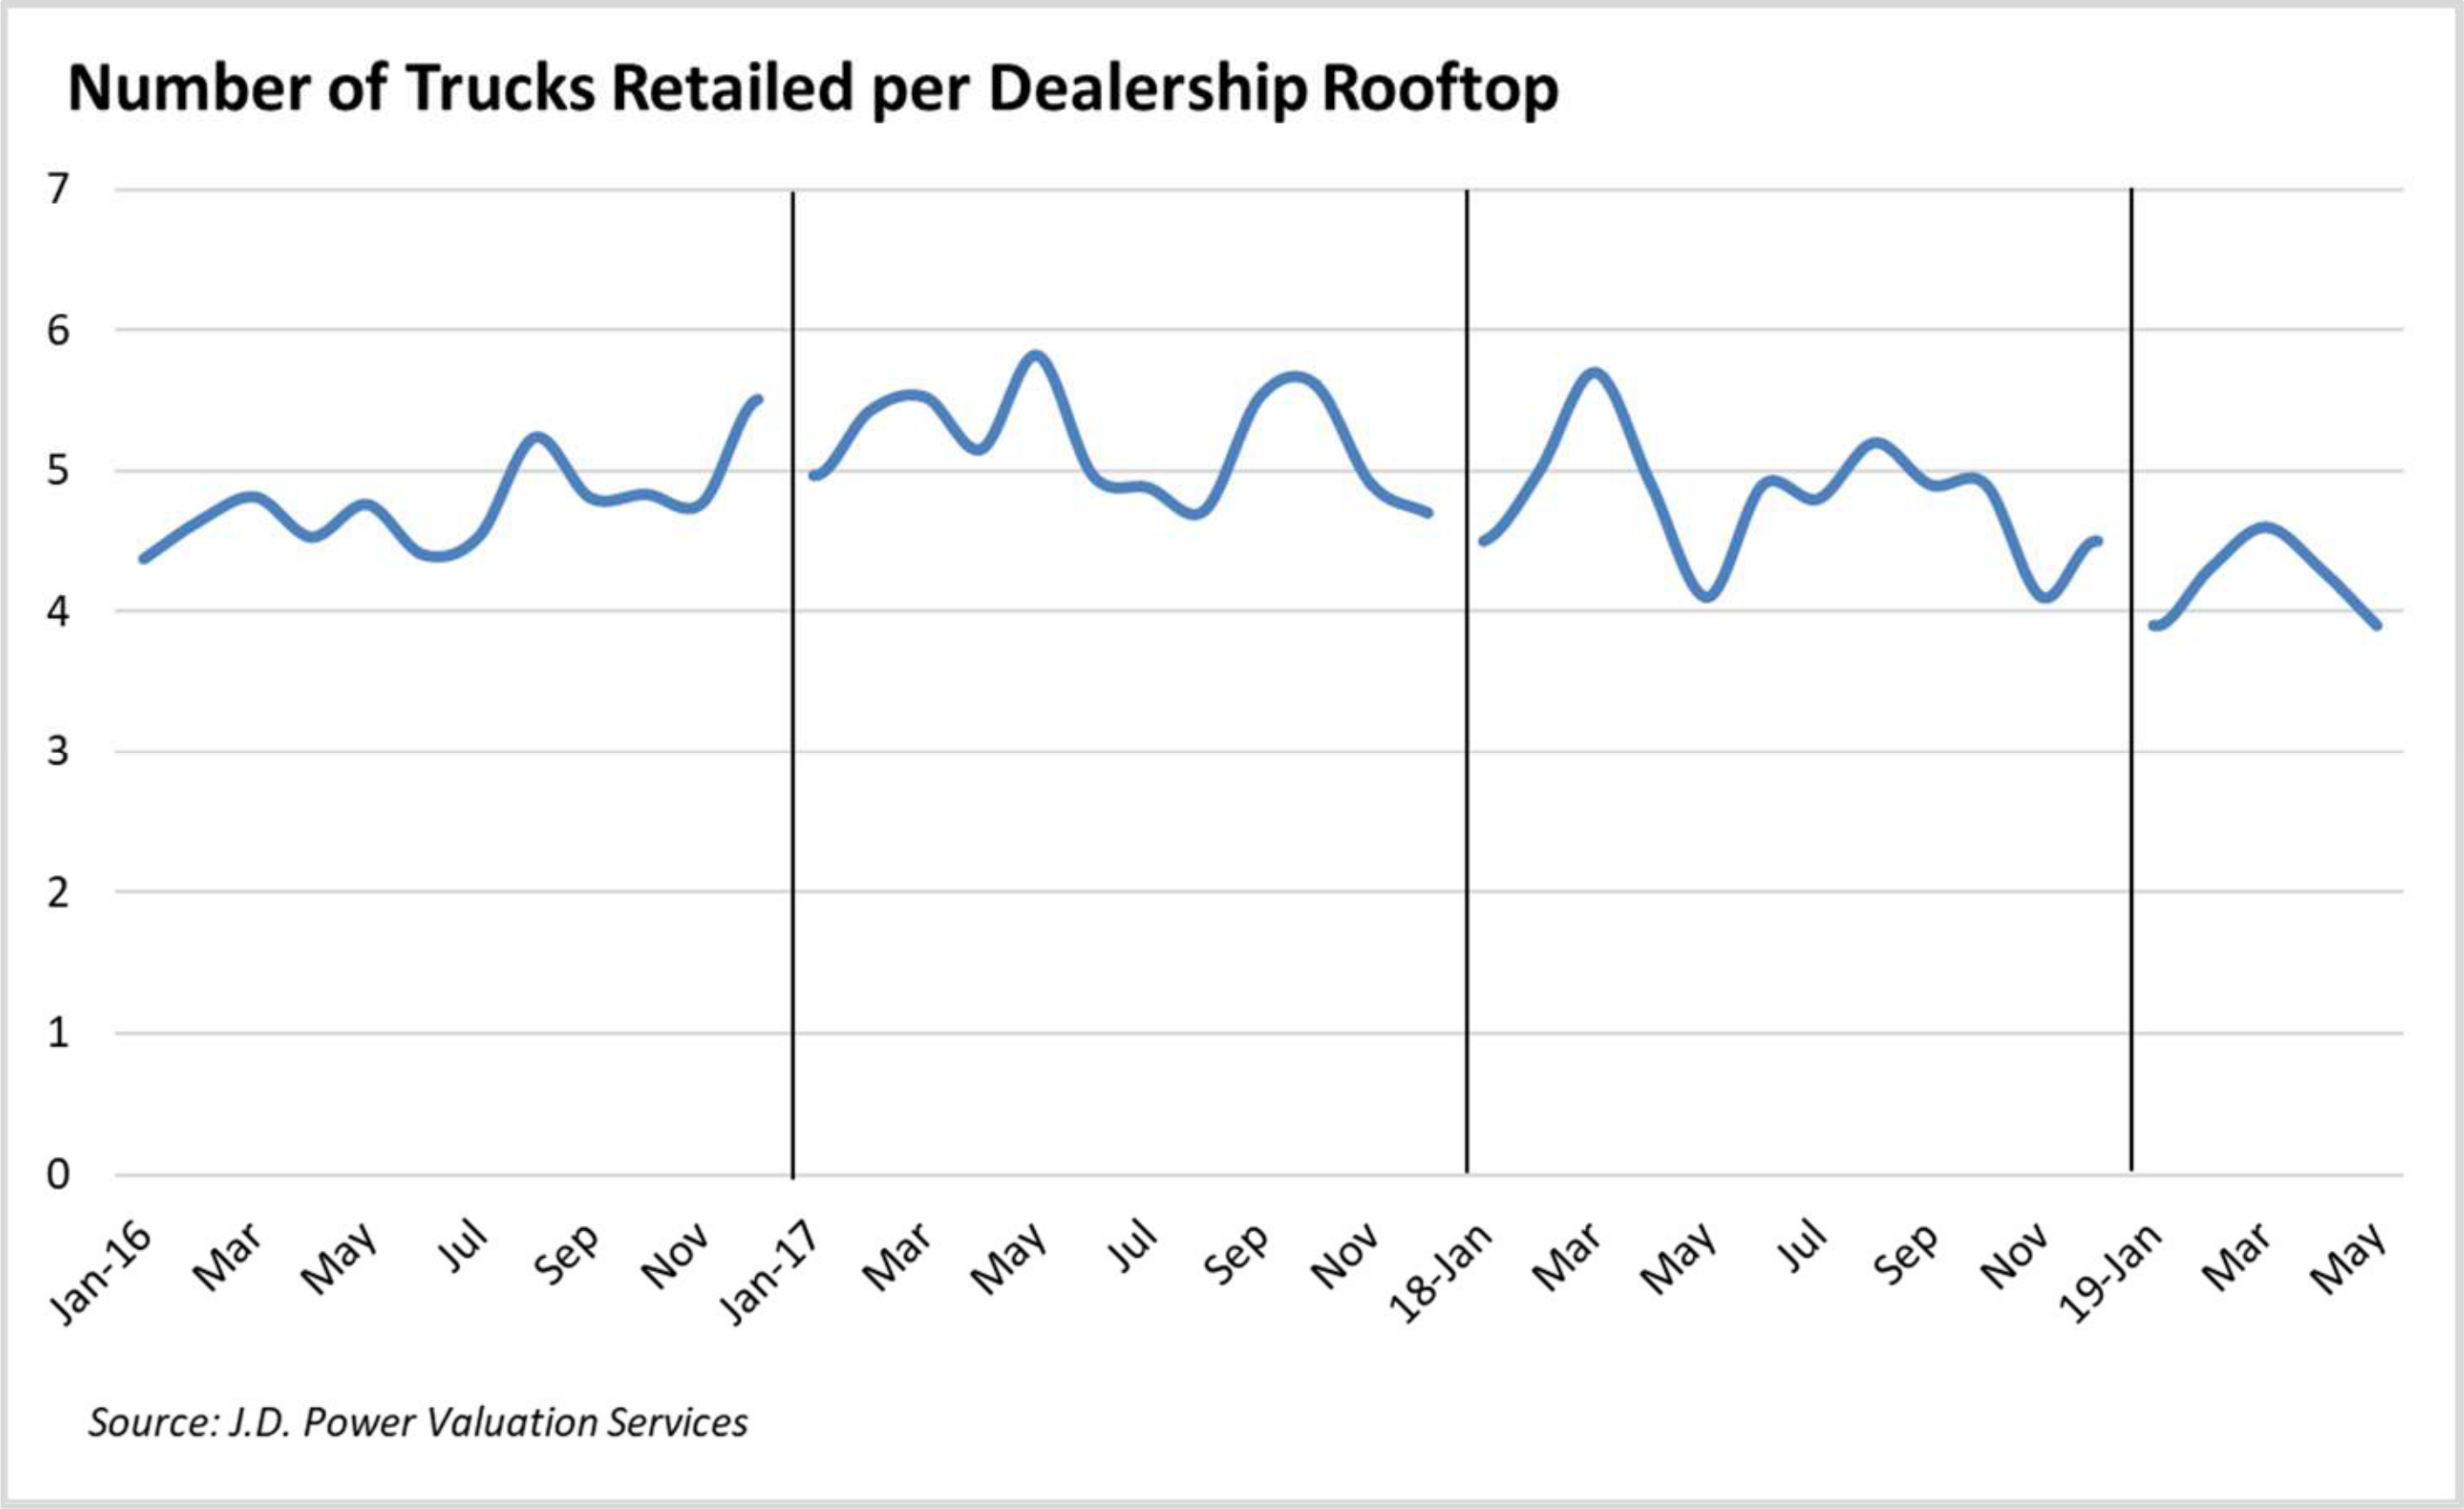 Number of Trucks Retailed per Dealership Rooftop
7
6
5
4
3
2
1
0
Jan-16
Mar
May
Jul
Sep
Nov
Jan-17
Mar
May
Jul
Sep
Nov
18-Jan
Mar
May
Jul
Sep
Nov
19-Jan
Mar
May
Source: J.D. Power Valuation Services